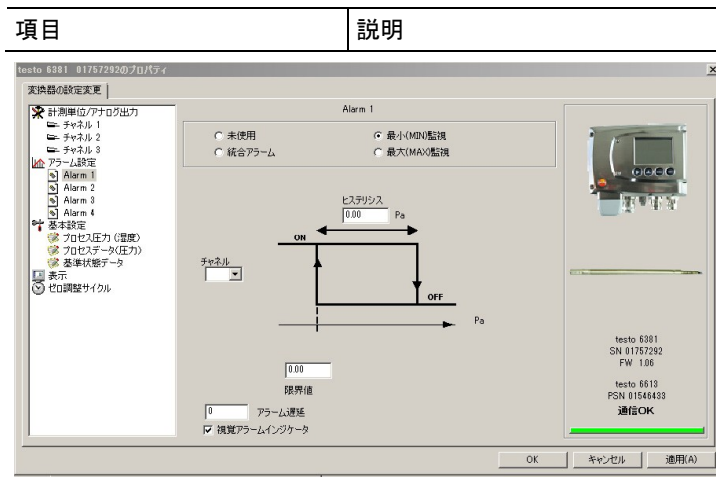 項目 説明
testo 6381 01757292のプロパティ
変換器の設定変更
計測単位/アナログ出力
チャネル 1
チャネル 2
チャネル 3
アラーム設定
Alarm 1
Alarm 2
Alarm 3
Alarm 4
基本設定
プロセス圧力 (湿度)
プロセスデータ(圧力)
基準状態データ
表示
ゼロ調整サイクル
Alarm 1
未使用 最小(MIN)監視
統合アラーム 最大(MAX)監視
ヒステリシス
0.00 Pa
ON
チャネル
OFF
Pa
0.00
限界値
0 アラーム遅延
視覚アラームインジケータ
testo 6381
SN 01757292
FW 1.06
testo 6613
PSN 01546433
通信OK
OK キャンセル 適用(A)